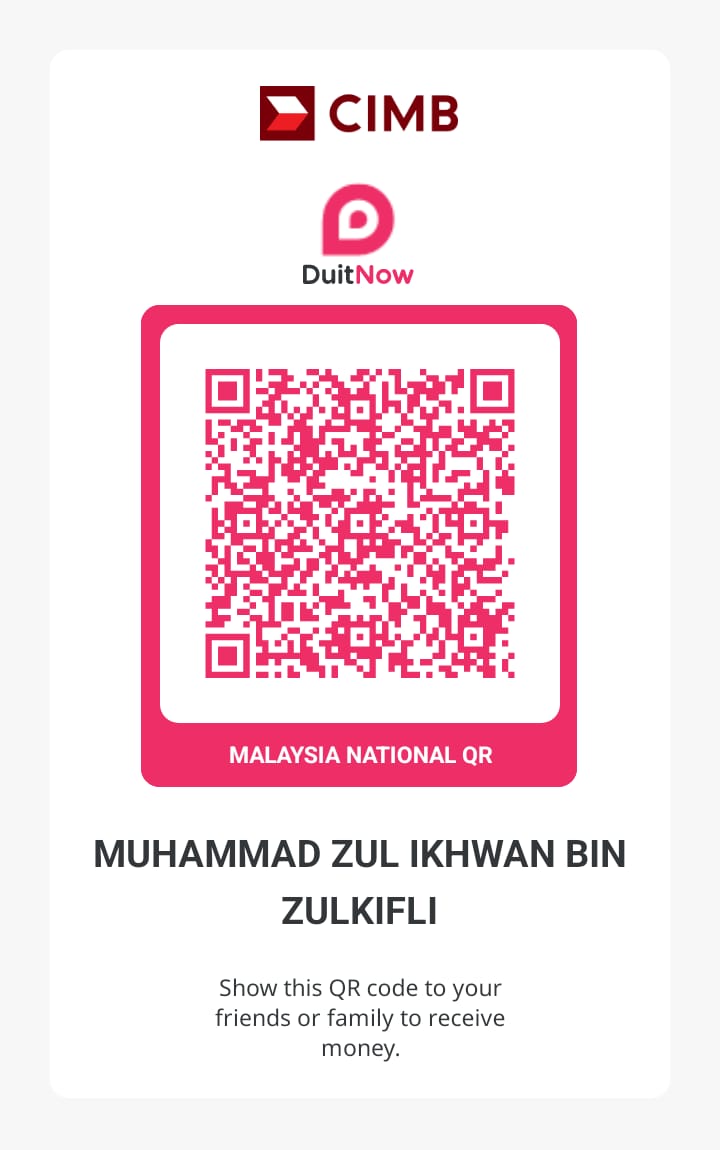 CIMB
DuitNow
MALAYSIA NATIONAL QR
MUHAMMAD ZUL IKHWAN BIN
ZULKIFLI
Show this QR code to your
friends or family to receive
money.